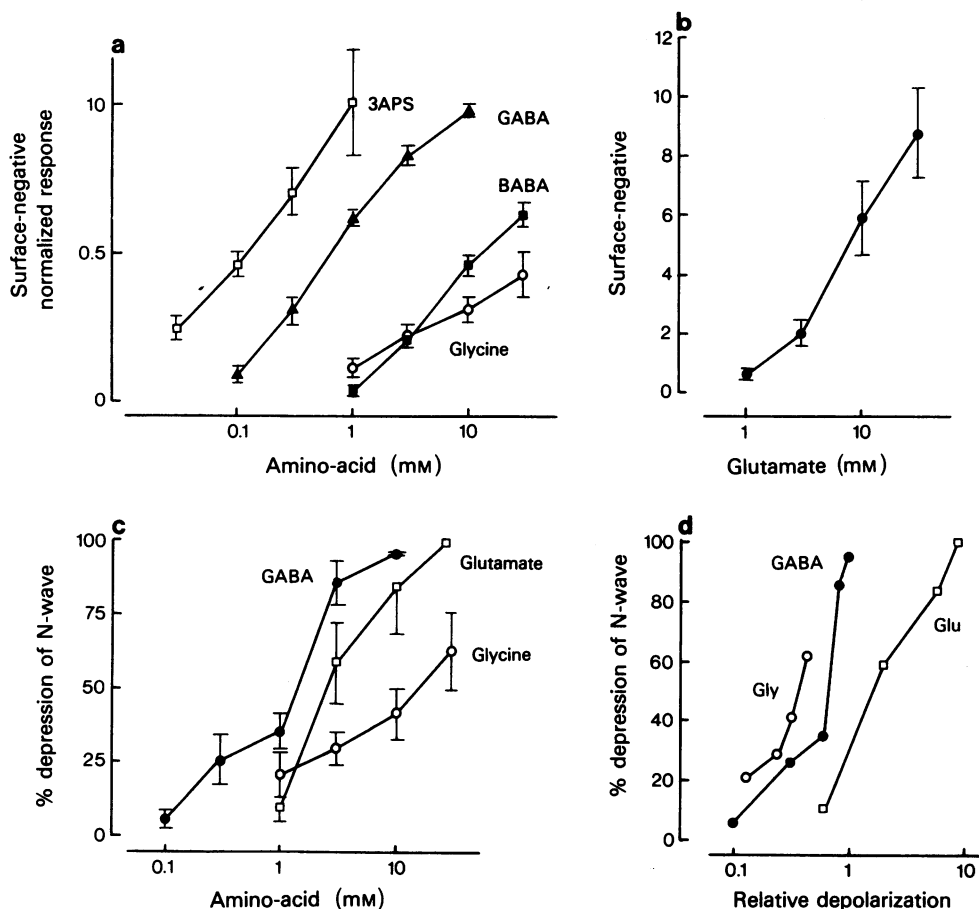 a
Surface-negative
normalized response
10
0.5
0
3APS
GABA
BABA
Glycine
0.1 1 10
Amino-acid (mM)
b
Surface-negative
12
10
8
6
4
2
0
1 10
Glutamate (mM)
c
% depression of N-wave
100
75
50
25
0
GABA
Glutamate
Glycine
0.1 1 10
Amino-acid (mM)
d
% depression of N-wave
100
80
60
40
20
0
GABA
Glu
Gly
0.1 1 10
Relative depolarization